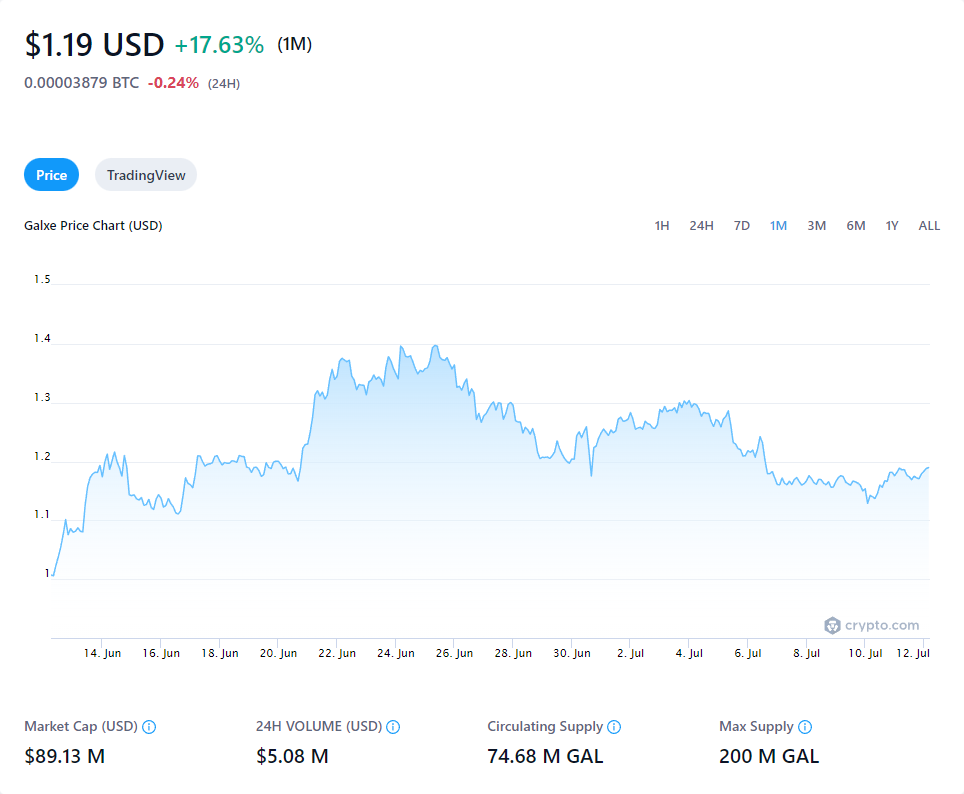 $1.19 USD +17.63% (1M)
0.00003879 BTC -0.24% (24H)
Price TradingView
Galxe Price Chart (USD) 1H 24H 7D 1M 3M 6M 1Y ALL
1.5
1.4
1.3
1.2
1.1
1
crypto.com
14. Jun 16. Jun 18. Jun 20. Jun 22. Jun 24. Jun 26. Jun 28. Jun 30. Jun 2. Jul 4. Jul 6. Jul 8. Jul 10. Jul 12. Jul
Market Cap (USD) 24H VOLUME (USD) Circulating Supply Max Supply
$89.13 M $5.08 M 74.68 M GAL 200 M GAL